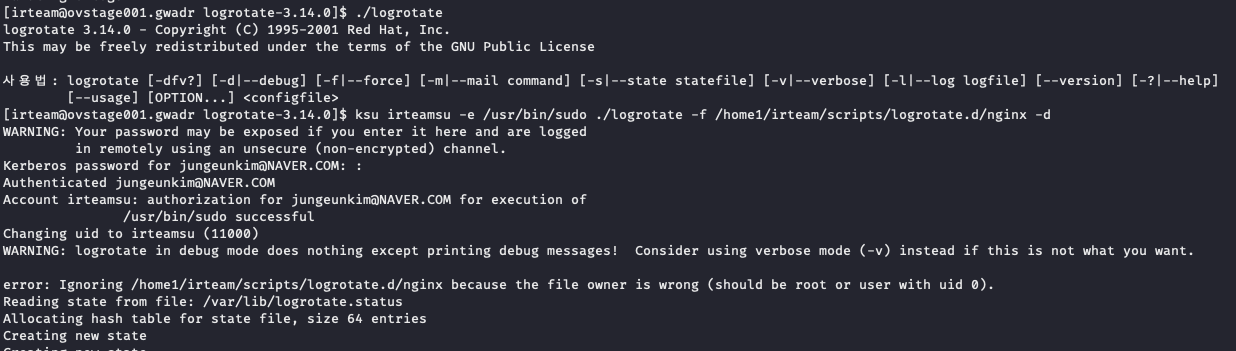 [irteam@ovstage001.gwadr logrotate-3.14.0]$ ./logrotate
logrotate 3.14.0 - Copyright (C) 1995-2001 Red Hat, Inc.
This may be freely redistributed under the terms of the GNU Public License
사용법: logrotate [-dfv?] [-d|--debug] [-f|--force] [-m|--mail command] [-s|--state statefile] [-v|--verbose] [-l|--log logfile] [--version] [-?|--help]
[--usage] [OPTION...] <configfile>
[irteam@ovstage001.gwadr logrotate-3.14.0]$ ksu irteamsu -e /usr/bin/sudo ./logrotate -f /home1/irteam/scripts/logrotate.d/nginx -d
WARNING: Your password may be exposed if you enter it here and are logged
in remotely using an unsecure (non-encrypted) channel.
Kerberos password for jungeunkim@NAVER.COM: :
Authenticated jungeunkim@NAVER.COM
Account irteamsu: authorization for jungeunkim@NAVER.COM for execution of
/usr/bin/sudo successful
Changing uid to irteamsu (11000)
WARNING: logrotate in debug mode does nothing except printing debug messages!  Consider using verbose mode (-v) instead if this is not what you want.
error: Ignoring /home1/irteam/scripts/logrotate.d/nginx because the file owner is wrong (should be root or user with uid 0).
Reading state from file: /var/lib/logrotate.status
Allocating hash table for state file, size 64 entries
Creating new state